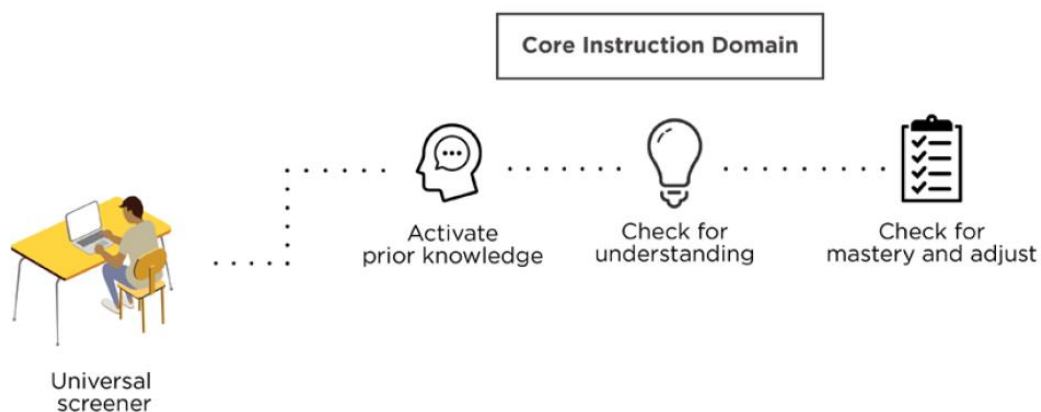 Core Instruction Domain
Activate
prior knowledge
Check for
understanding
Check for
mastery and adjust
Universal
screener